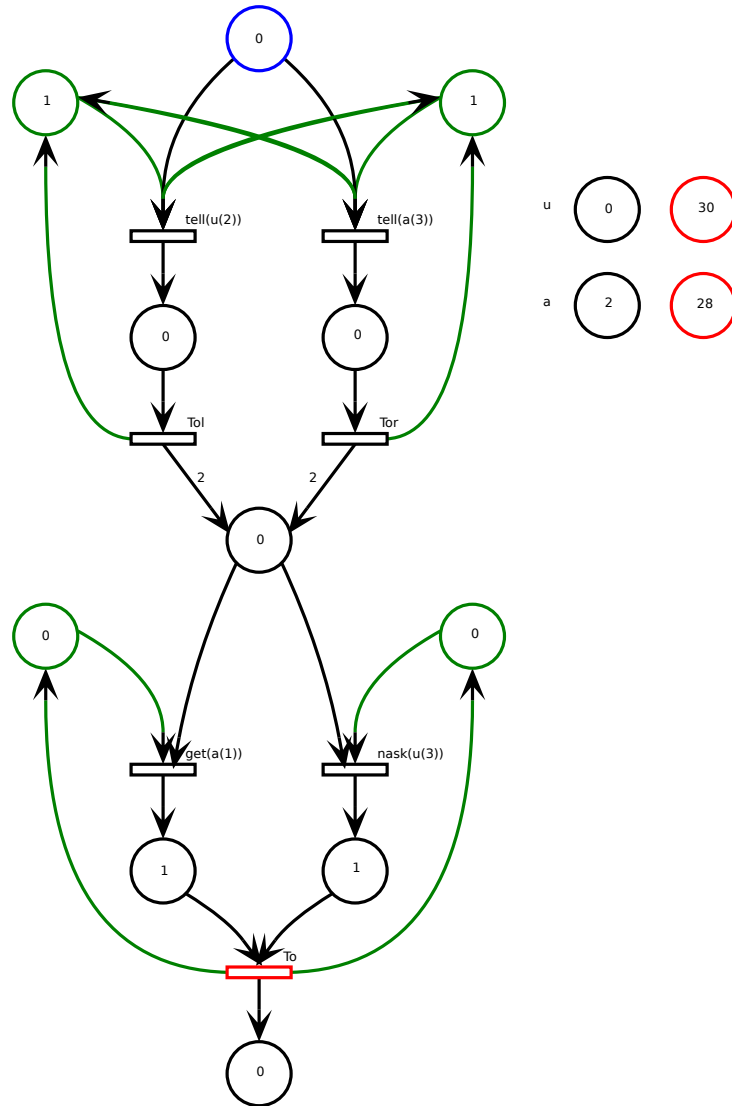 0
1 1
u 0 30
tell(u(2)) tell(a(3))
a 2 28
0 0
Tol Tor
2 2
0
0 0
get(a(1)) nask(u(3))
1 1
To
0